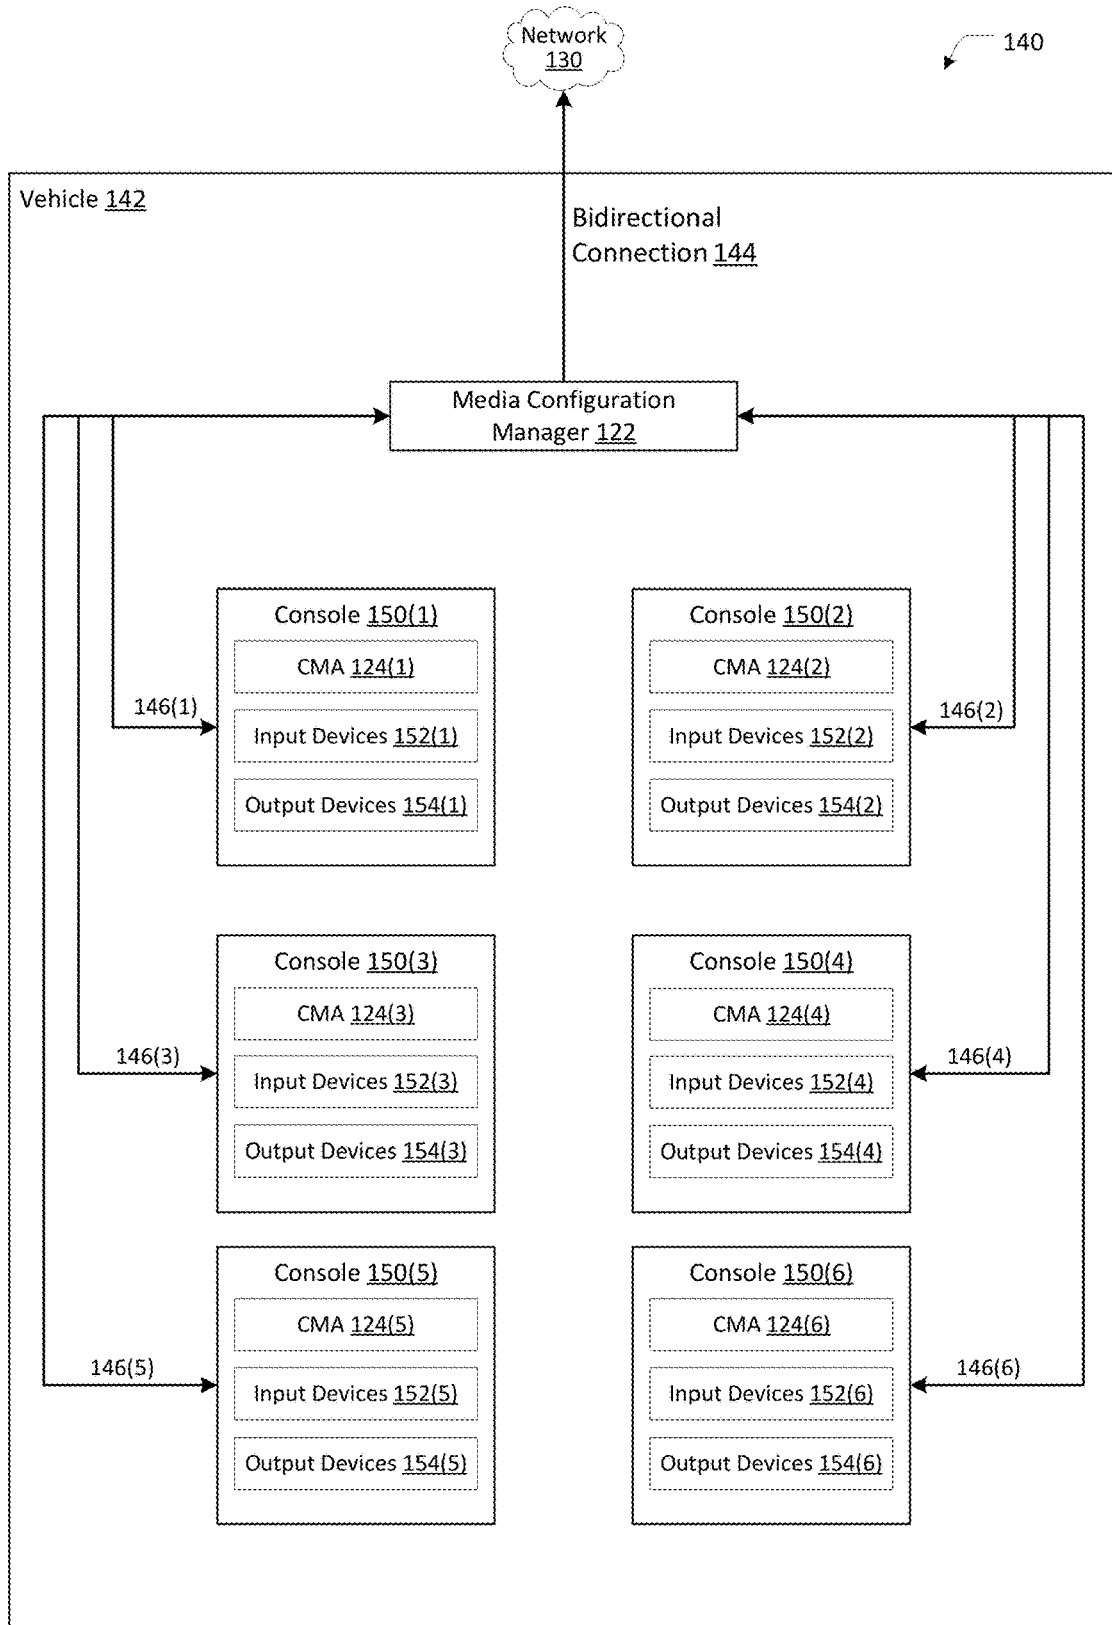 Network
130
140
Vehicle 142
Bidirectional
Connection 144
Media Configuration
Manager 122
Console 150(1)
CMA 124(1)
146(1)
Input Devices 152(1)
Output Devices 154(1)
Console 150(2)
CMA 124(2)
146(2)
Input Devices 152(2)
Output Devices 154(2)
Console 150(3)
CMA 124(3)
146(3)
Input Devices 152(3)
Output Devices 154(3)
Console 150(4)
CMA 124(4)
146(4)
Input Devices 152(4)
Output Devices 154(4)
Console 150(5)
CMA 124(5)
146(5)
Input Devices 152(5)
Output Devices 154(5)
Console 150(6)
CMA 124(6)
146(6)
Input Devices 152(6)
Output Devices 154(6)